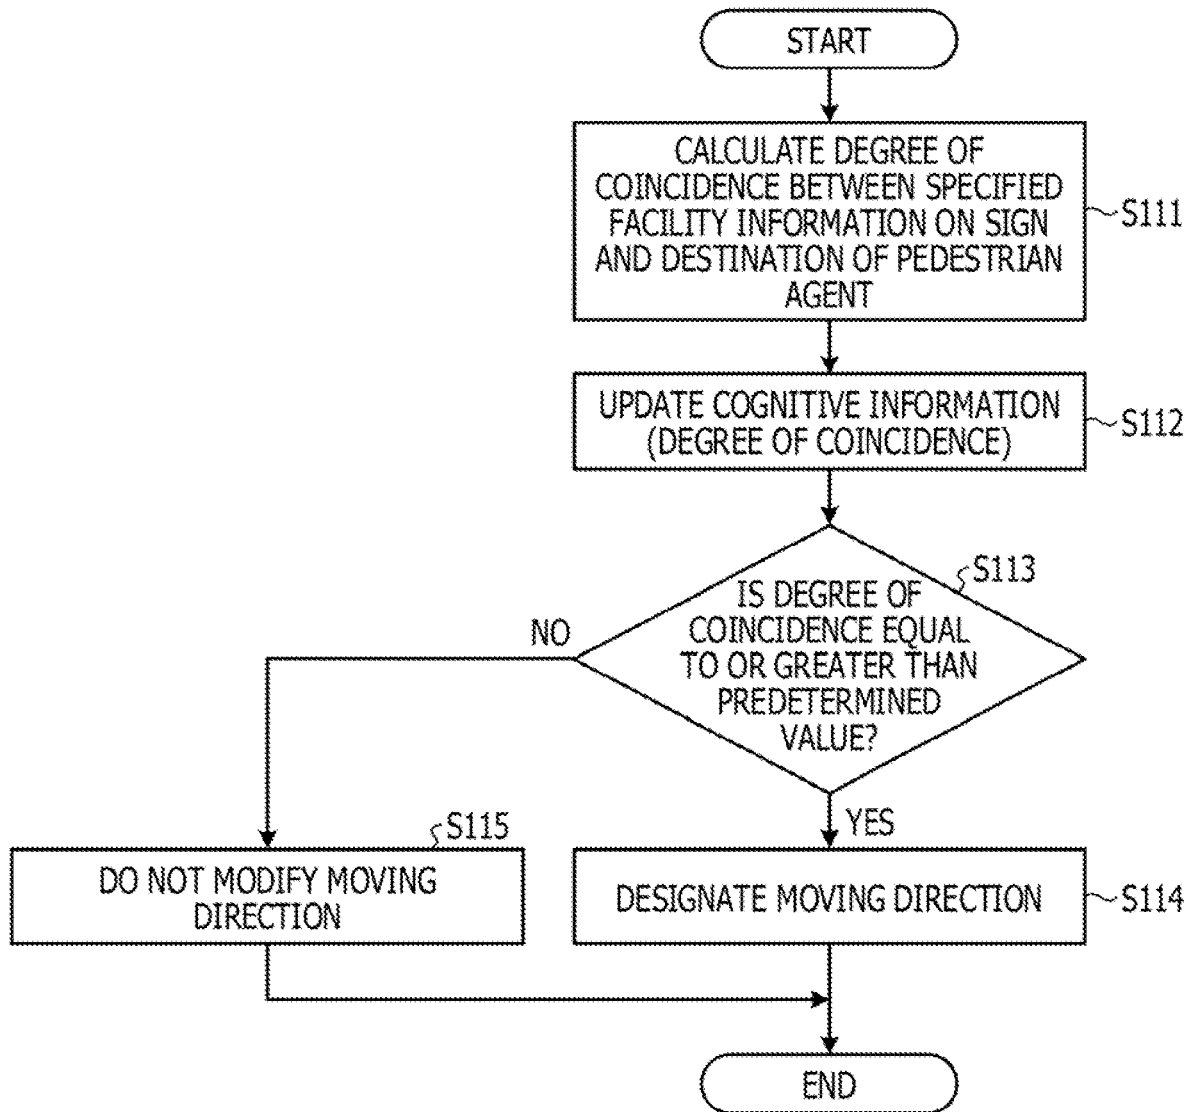 START
CALCULATE DEGREE OF
COINCIDENCE BETWEEN SPECIFIED
FACILITY INFORMATION ON SIGN
AND DESTINATION OF PEDESTRIAN
AGENT
S111
UPDATE COGNITIVE INFORMATION
(DEGREE OF COINCIDENCE)
S112
S113
IS DEGREE OF
COINCIDENCE EQUAL
TO OR GREATER THAN
PREDETERMINED
VALUE?
NO
YES
S115
DO NOT MODIFY MOVING
DIRECTION
DESIGNATE MOVING DIRECTION
S114
END